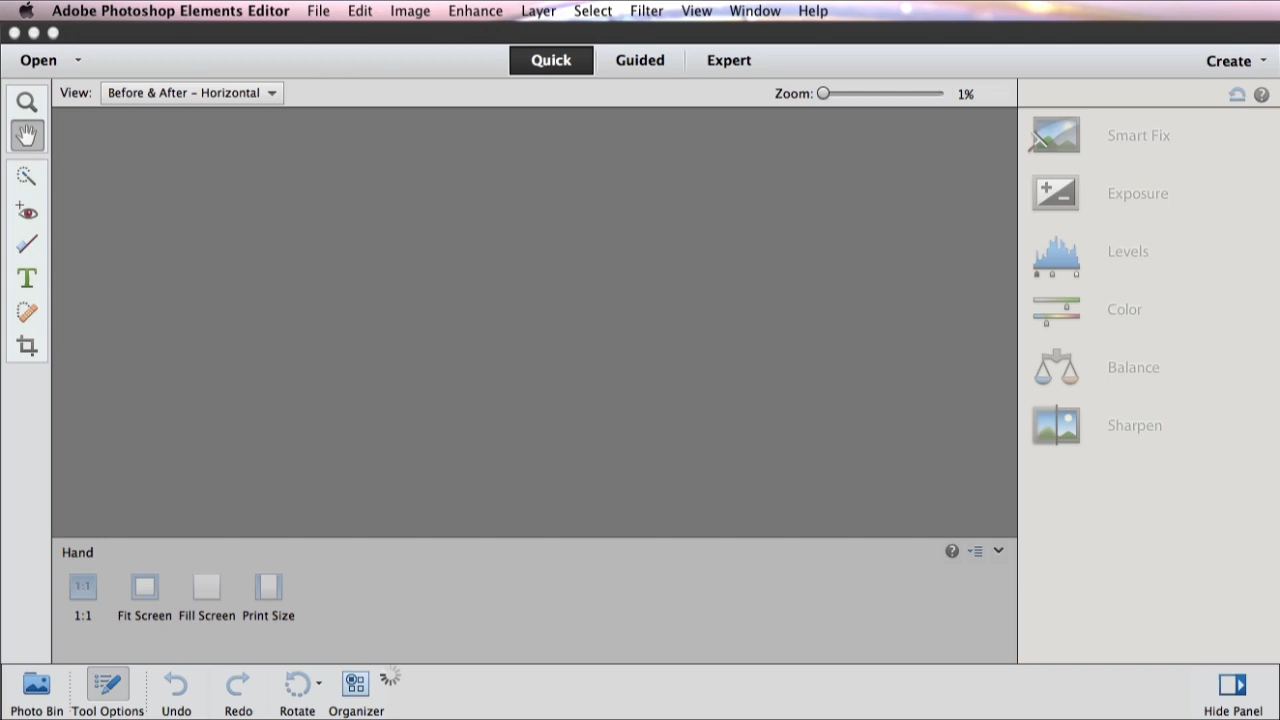 Adobe Photoshop Elements Editor File Edit Image Enhance Layer Select Filter View Window Help
Open Quick Guided Expert Create
View: Before & After - Horizontal Zoom: 1%
Smart Fix
Exposure
Levels
Color
Balance
Sharpen
T
Hand
1:1
1:1 Fit Screen Fill Screen Print Size
Photo Bin Tool Options Undo Redo Rotate Organizer Hide Panel